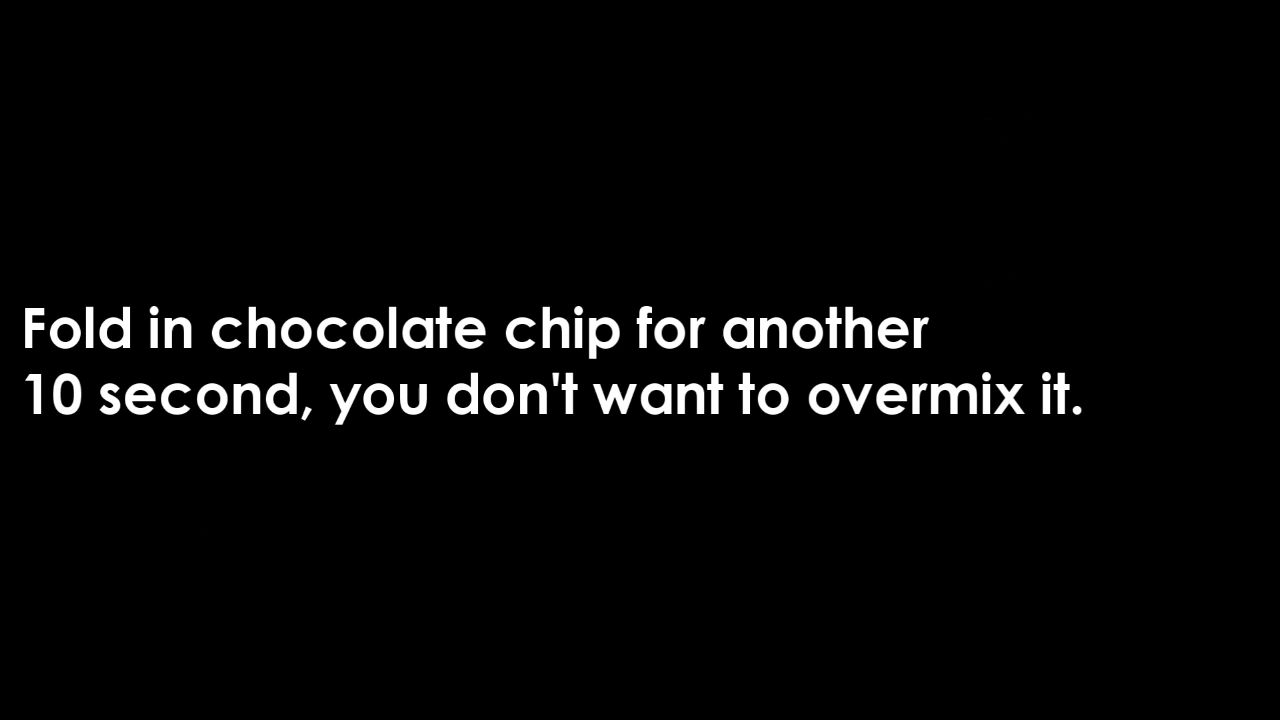 Fold in chocolate chip for another
10 second, you don't want to overmix it.